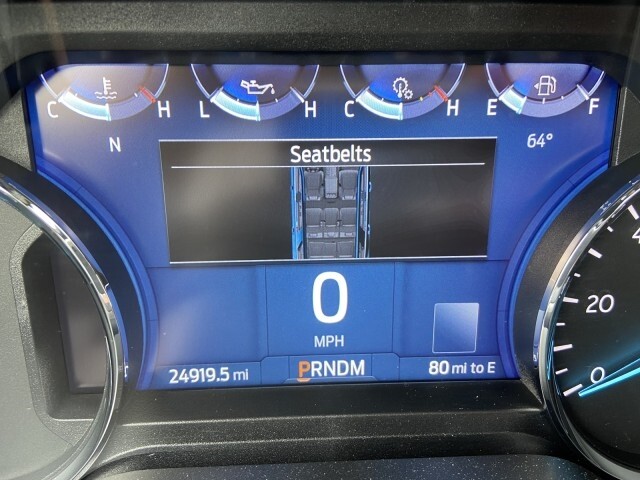 C H L H C H E F
N 64°
Seatbelts
0
MPH
24919.5 mi PRNDM 80 mi to E
20
0